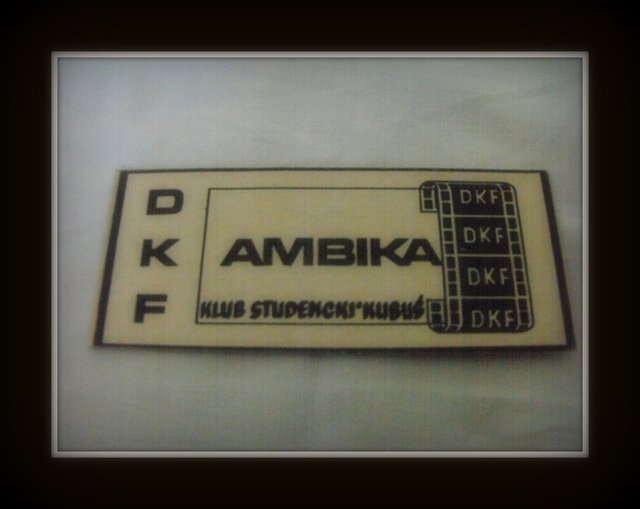 D
K
F
AMBIKA
KLUB STUDENCKI "KUBUŚ
DKF
DKF
DKF
DKF